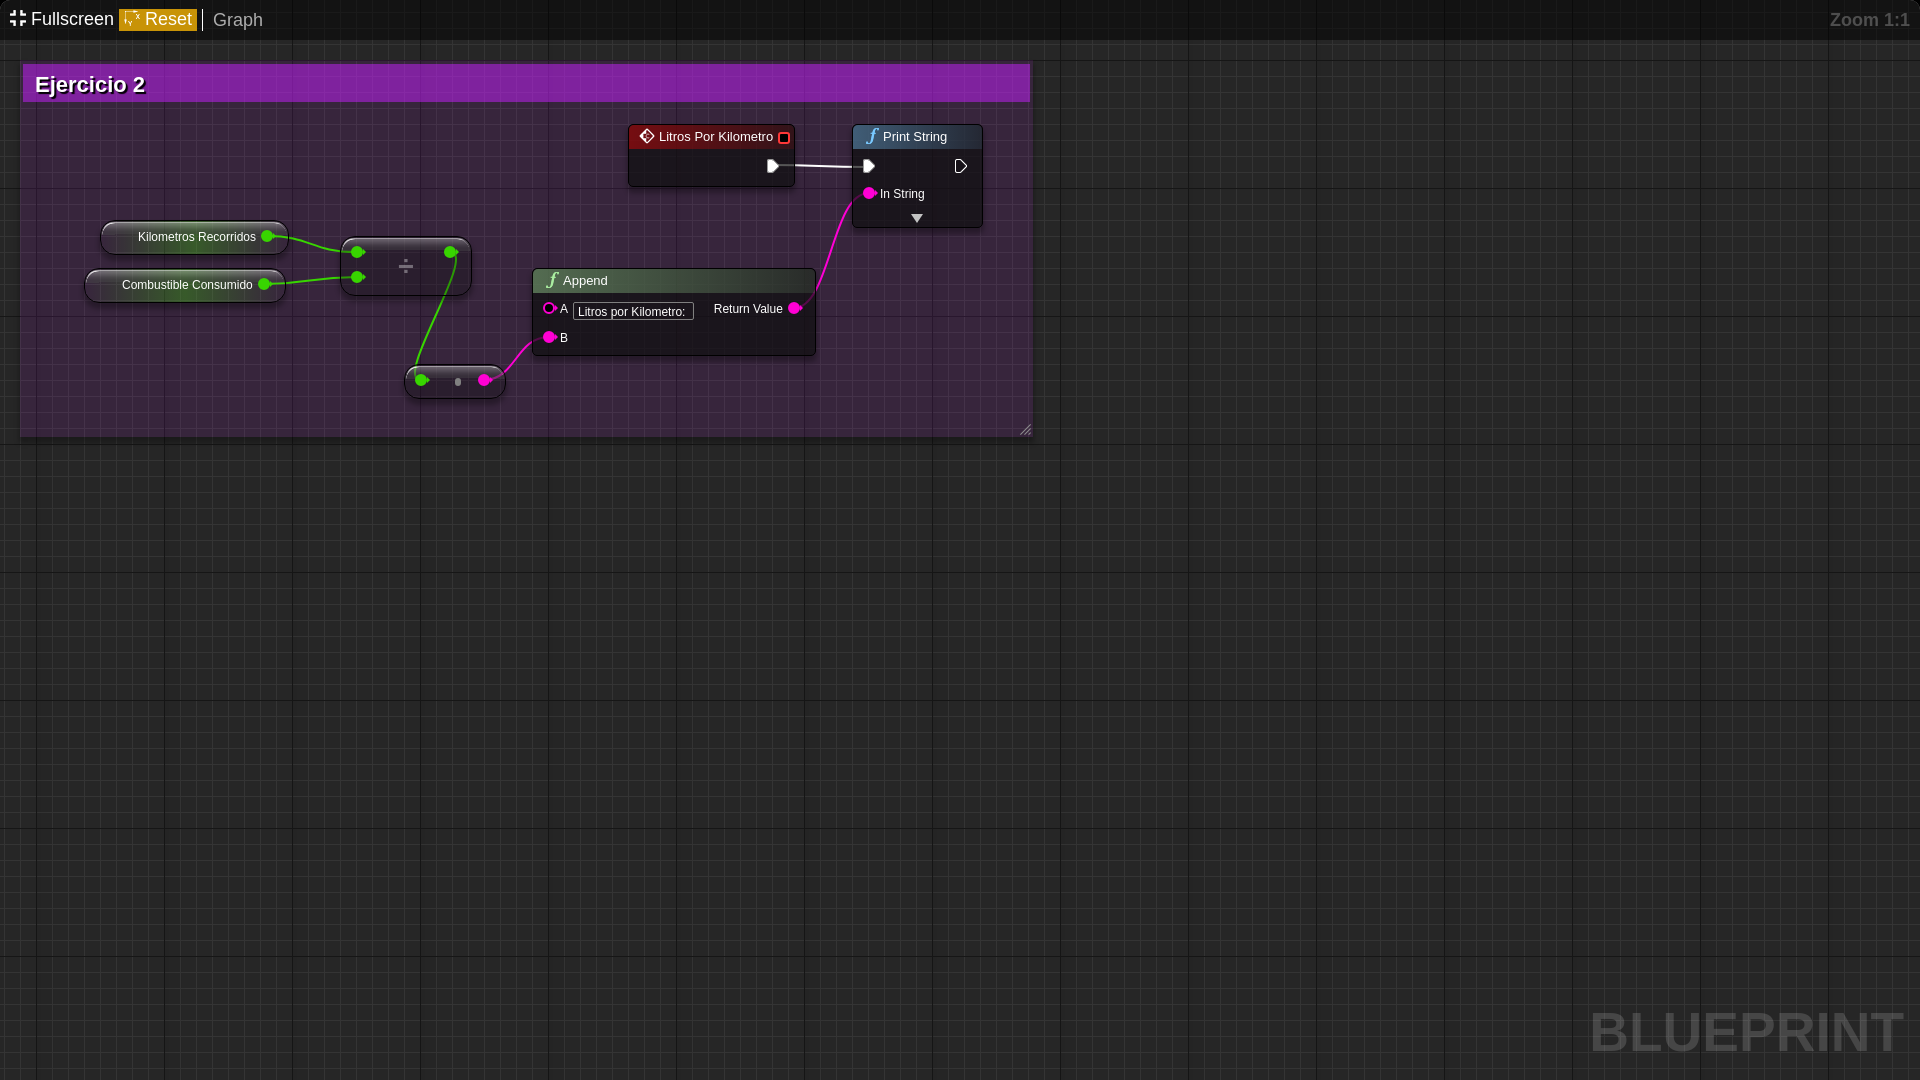 Fullscreen Reset Graph Zoom 1:1
Ejercicio 2
Litros Por Kilometro
Print String
In String
Kilometros Recorridos
Combustible Consumido
÷
Append
A Litros por Kilometro: Return Value
B
BLUEPRINT